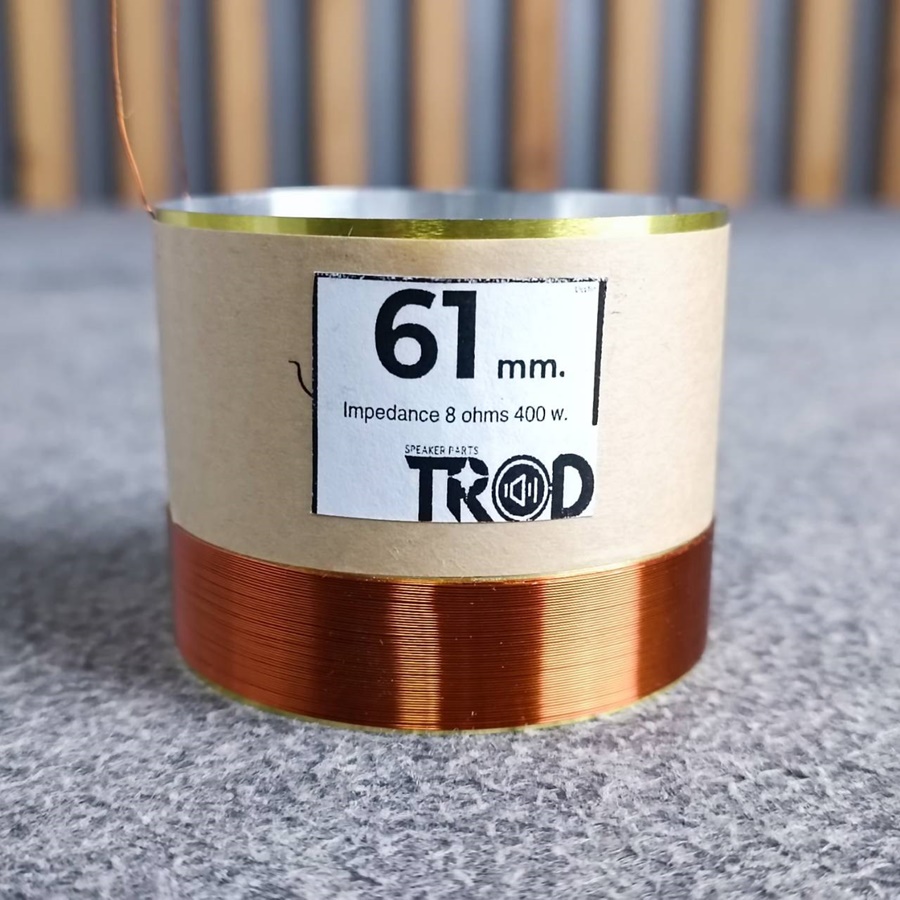 61 mm.
Impedance 8 ohms 400 w.
SPEAKER PARTS
TROD